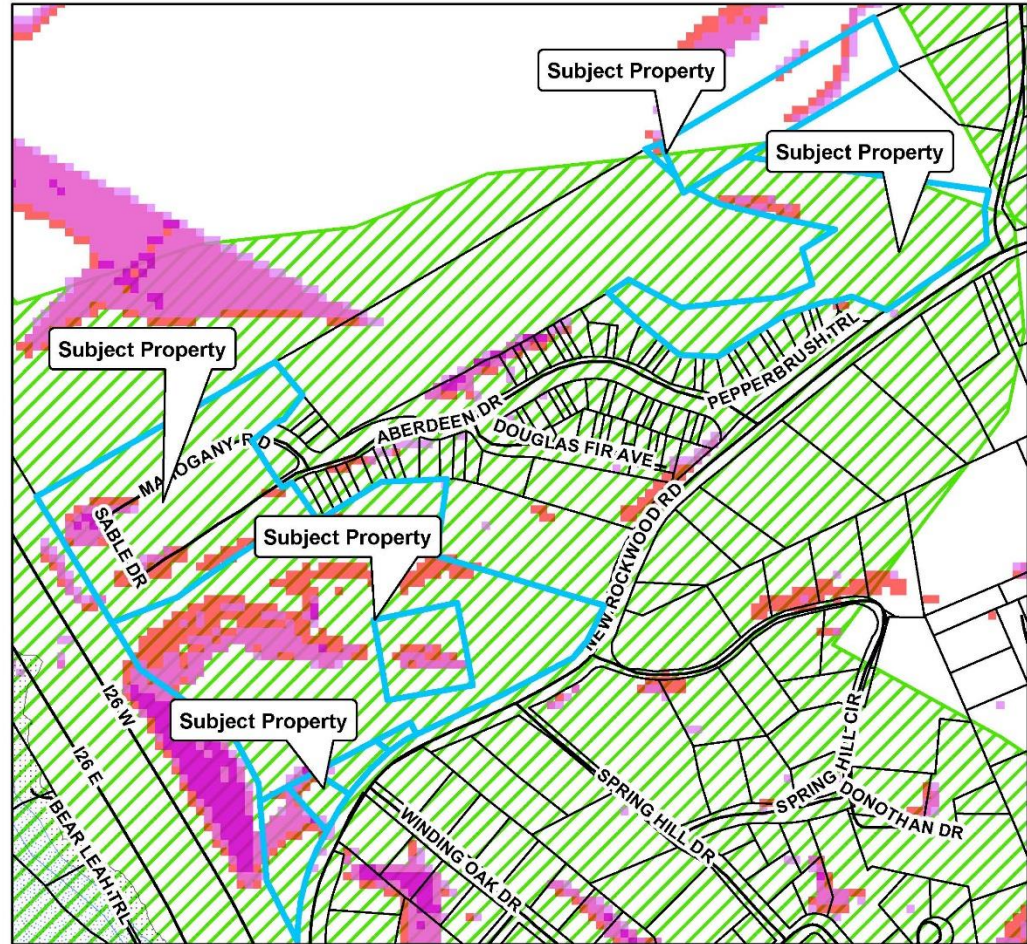 Subject Property
Subject Property
Subject Property
PEPPERBRUSH TRL
ABERDEEN DR
DOUGLAS FIR AVE
MAHOGANY RD
SABLE DR
Subject Property
NEW ROCKWOOD RD
I26 W
Subject Property
I26 E
SPRING HILL CIR
SPRING HILL DR
DONOTHAN DR
BEAR LEAH TRL
WINDING OAK DR